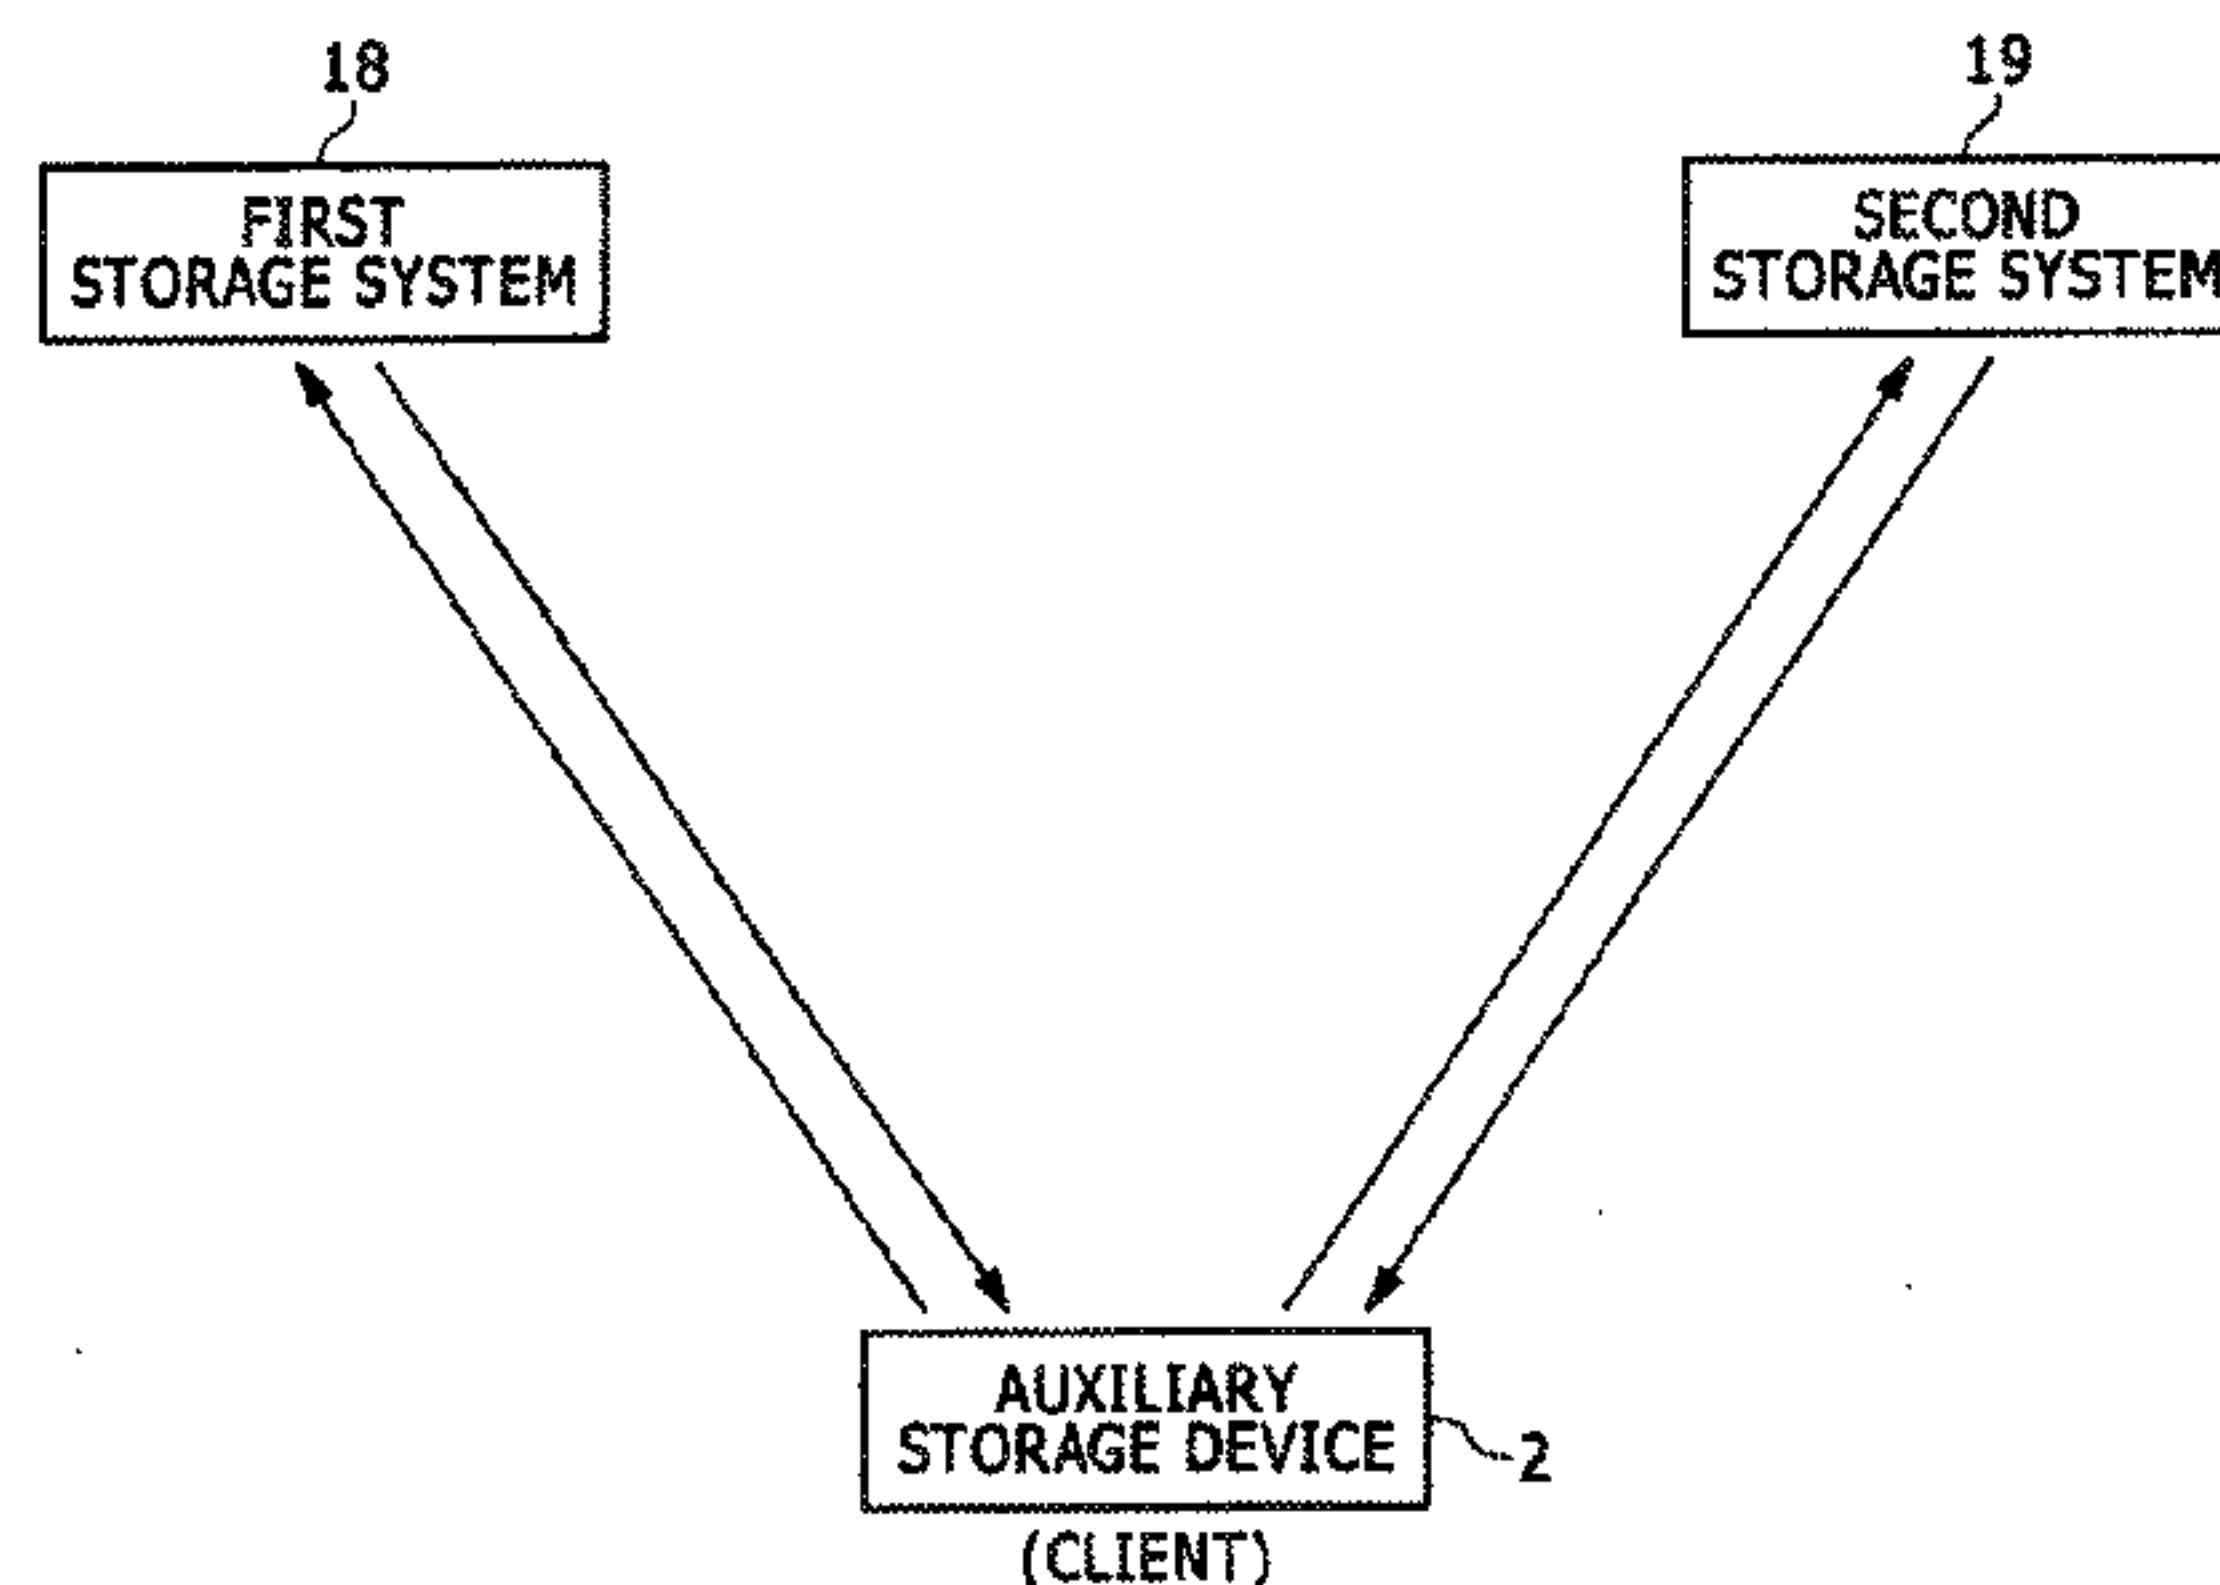 18
19
FIRST
STORAGE SYSTEM
SECOND
STORAGE SYSTEM
AUXILIARY
STORAGE DEVICE
2
(CLIENT)